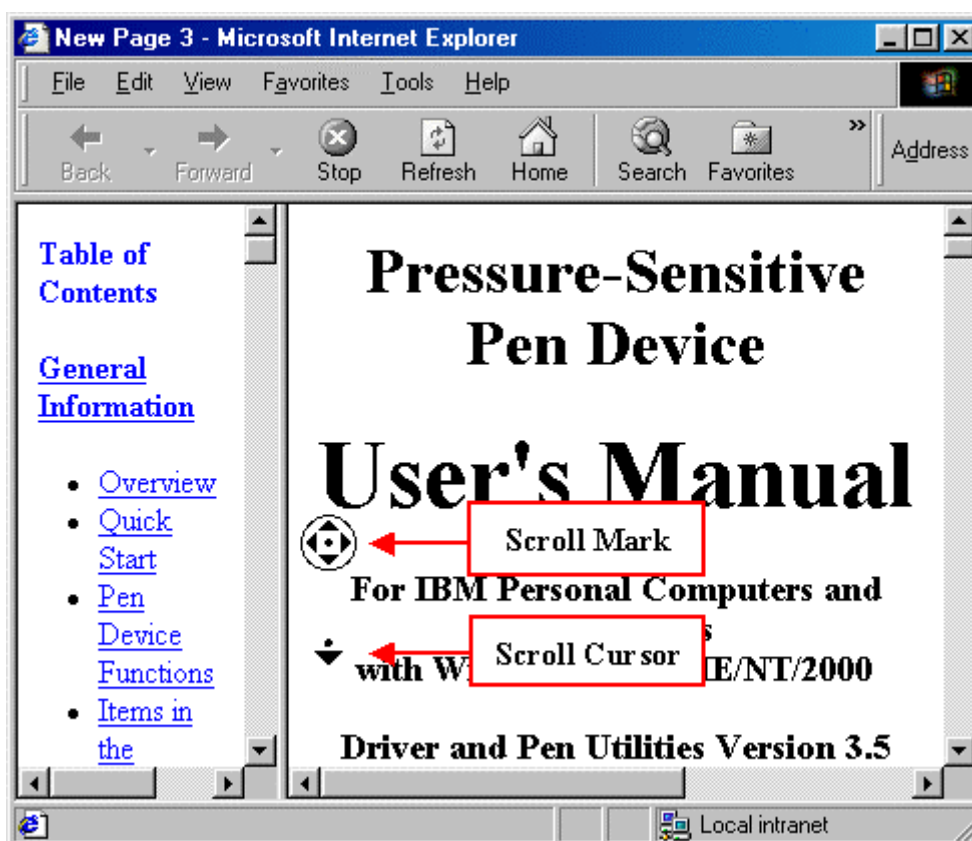 New Page 3 - Microsoft Internet Explorer
File Edit View Favorites Tools Help
Back Forward Stop Refresh Home Search Favorites » Address
Table of
Contents
General
Information
• Overview
• Quick
Start
• Pen
Device
Functions
• Items in
the
Pressure-Sensitive
Pen Device
User's Manual
Scroll Mark
For IBM Personal Computers and
s
Scroll Cursor
with W E/NT/2000
Driver and Pen Utilities Version 3.5
Local intranet